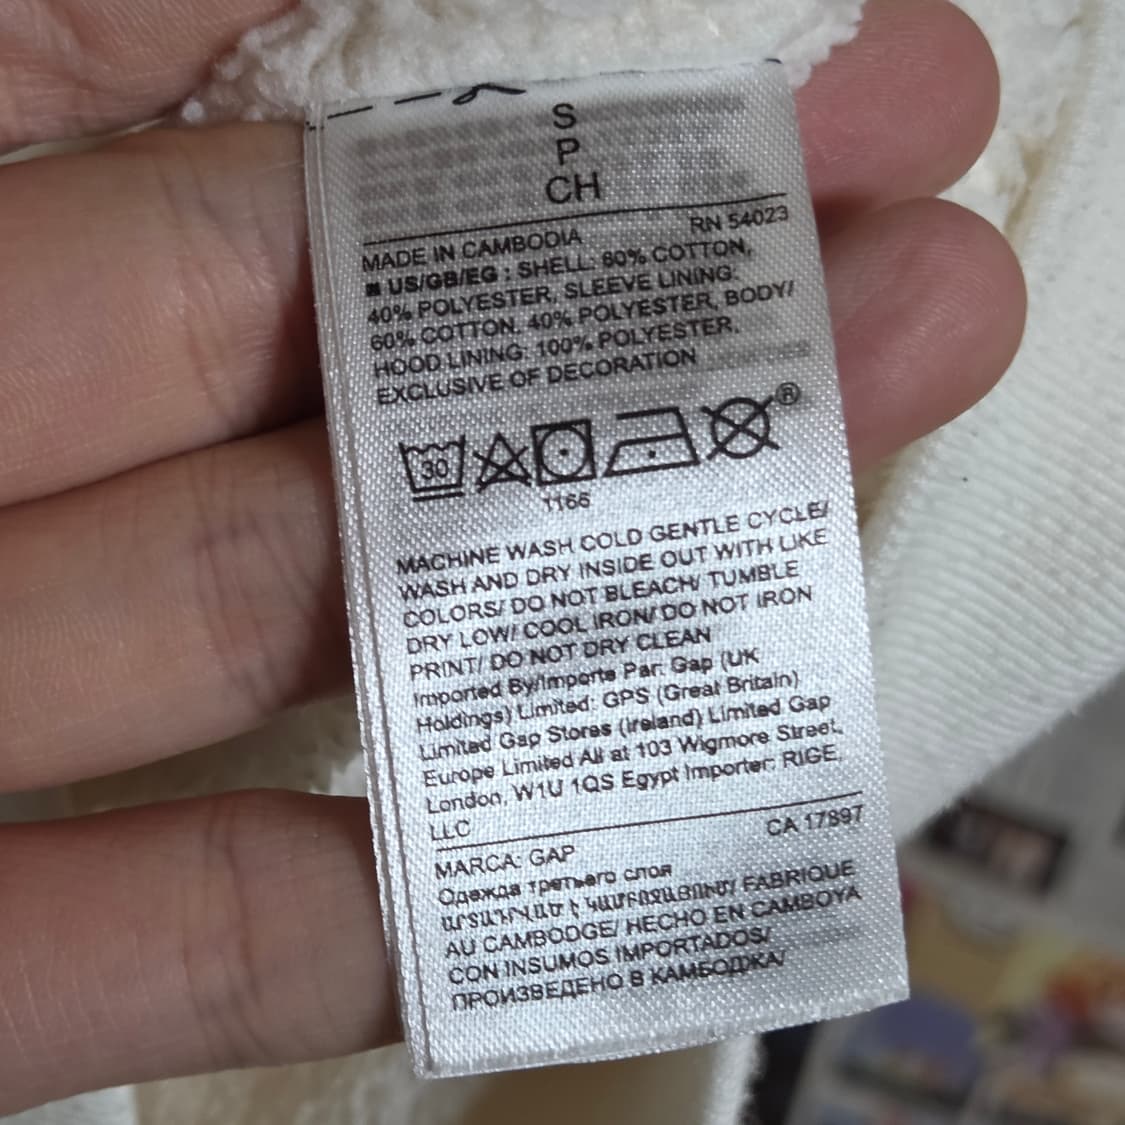 S
P
CH
RN 54023
MADE IN CAMBODIA
■ US/GB/EG : SHELL: 60% COTTON,
40% POLYESTER, SLEEVE LINING:
60% COTTON, 40% POLYESTER, BODY/
HOOD LINING: 100% POLYESTER,
EXCLUSIVE OF DECORATION
30
®
1166
MACHINE WASH COLD GENTLE CYCLE/
WASH AND DRY INSIDE OUT WITH LIKE
COLORS/ DO NOT BLEACH/ TUMBLE
DRY LOW/ COOL IRON/ DO NOT IRON
PRINT/ DO NOT DRY CLEAN
Imported By/Importe Par: Gap (UK
Holdings) Limited: GPS (Great Britain)
Limited Gap Stores (Ireland) Limited Gap
Europe Limited All at 103 Wigmore Street,
London, W1U 1QS Egypt Importer: RIGE,
LLC
CA 17897
MARCA: GAP
Одежда третьего слоя
ԱՐՏԱԴՐՎԱԾ Է ԿԱՄԲՈՋԱՅՈՒՄ/ FABRIQUE
AU CAMBODGE/ HECHO EN CAMBOYA
CON INSUMOS IMPORTADOS/
ПРОИЗВЕДЕНО В КАМБОДЖА/